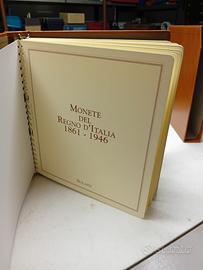 MONETE
DEL
REGNO D'ITALIA
1861 - 1946